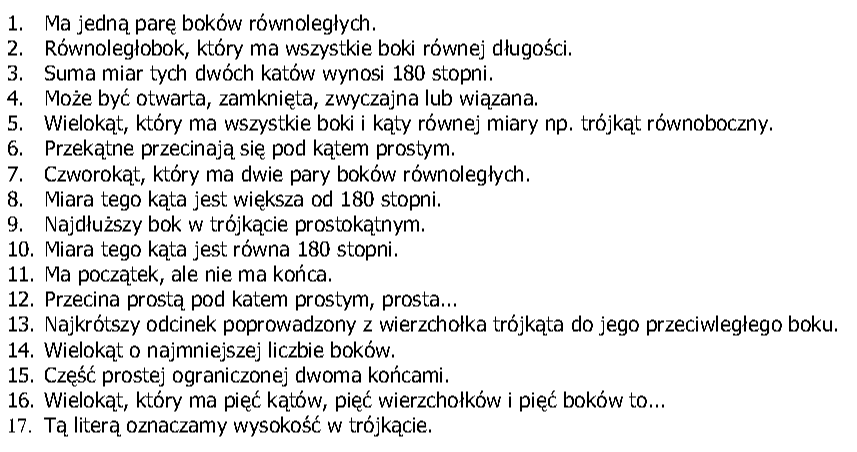 1. Ma jedną parę boków równoległych.
2. Równoległobok, który ma wszystkie boki równej długości.
3. Suma miar tych dwóch katów wynosi 180 stopni.
4. Może być otwarta, zamknięta, zwyczajna lub wiązana.
5. Wielokąt, który ma wszystkie boki i kąty równej miary np. trójkąt równoboczny.
6. Przekątne przecinają się pod kątem prostym.
7. Czworokąt, który ma dwie pary boków równoległych.
8. Miara tego kąta jest większa od 180 stopni.
9. Najdłuższy bok w trójkącie prostokątnym.
10. Miara tego kąta jest równa 180 stopni.
11. Ma początek, ale nie ma końca.
12. Przecina prostą pod katem prostym, prosta...
13. Najkrótszy odcinek poprowadzony z wierzchołka trójkąta do jego przeciwległego boku.
14. Wielokąt o najmniejszej liczbie boków.
15. Część prostej ograniczonej dwoma końcami.
16. Wielokąt, który ma pięć kątów, pięć wierzchołków i pięć boków to...
17. Tą literą oznaczamy wysokość w trójkącie.